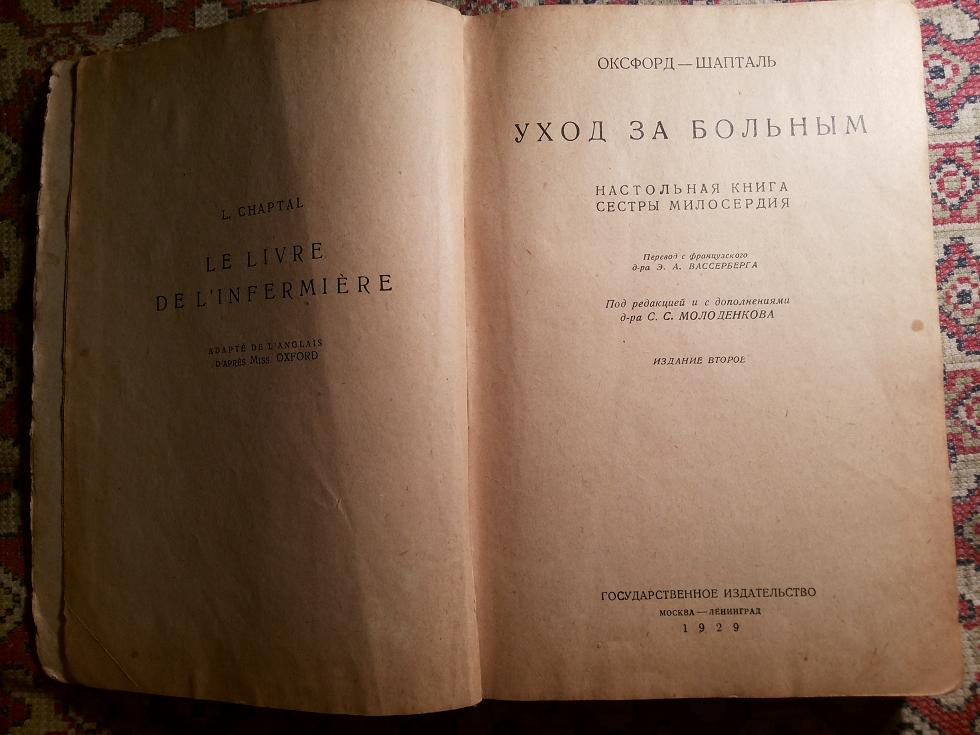 L. CHAPTAL
LE LIVRE
DE L'INFERMIÈRE
ADAPTÉ DE L'ANGLAIS
D'APRÈS MISS OXFORD
ОКСФОРД — ШАПТАЛЬ
УХОД ЗА БОЛЬНЫМ
НАСТОЛЬНАЯ КНИГА
СЕСТРЫ МИЛОСЕРДИЯ
Перевод с французского
д-ра Э. А. ВАССЕРБЕРГА
Под редакцией и с дополнениями
д-ра С. С. МОЛОДЕНКОВА
ИЗДАНИЕ ВТОРОЕ
ГОСУДАРСТВЕННОЕ ИЗДАТЕЛЬСТВО
МОСКВА — ЛЕНИНГРАД
1929